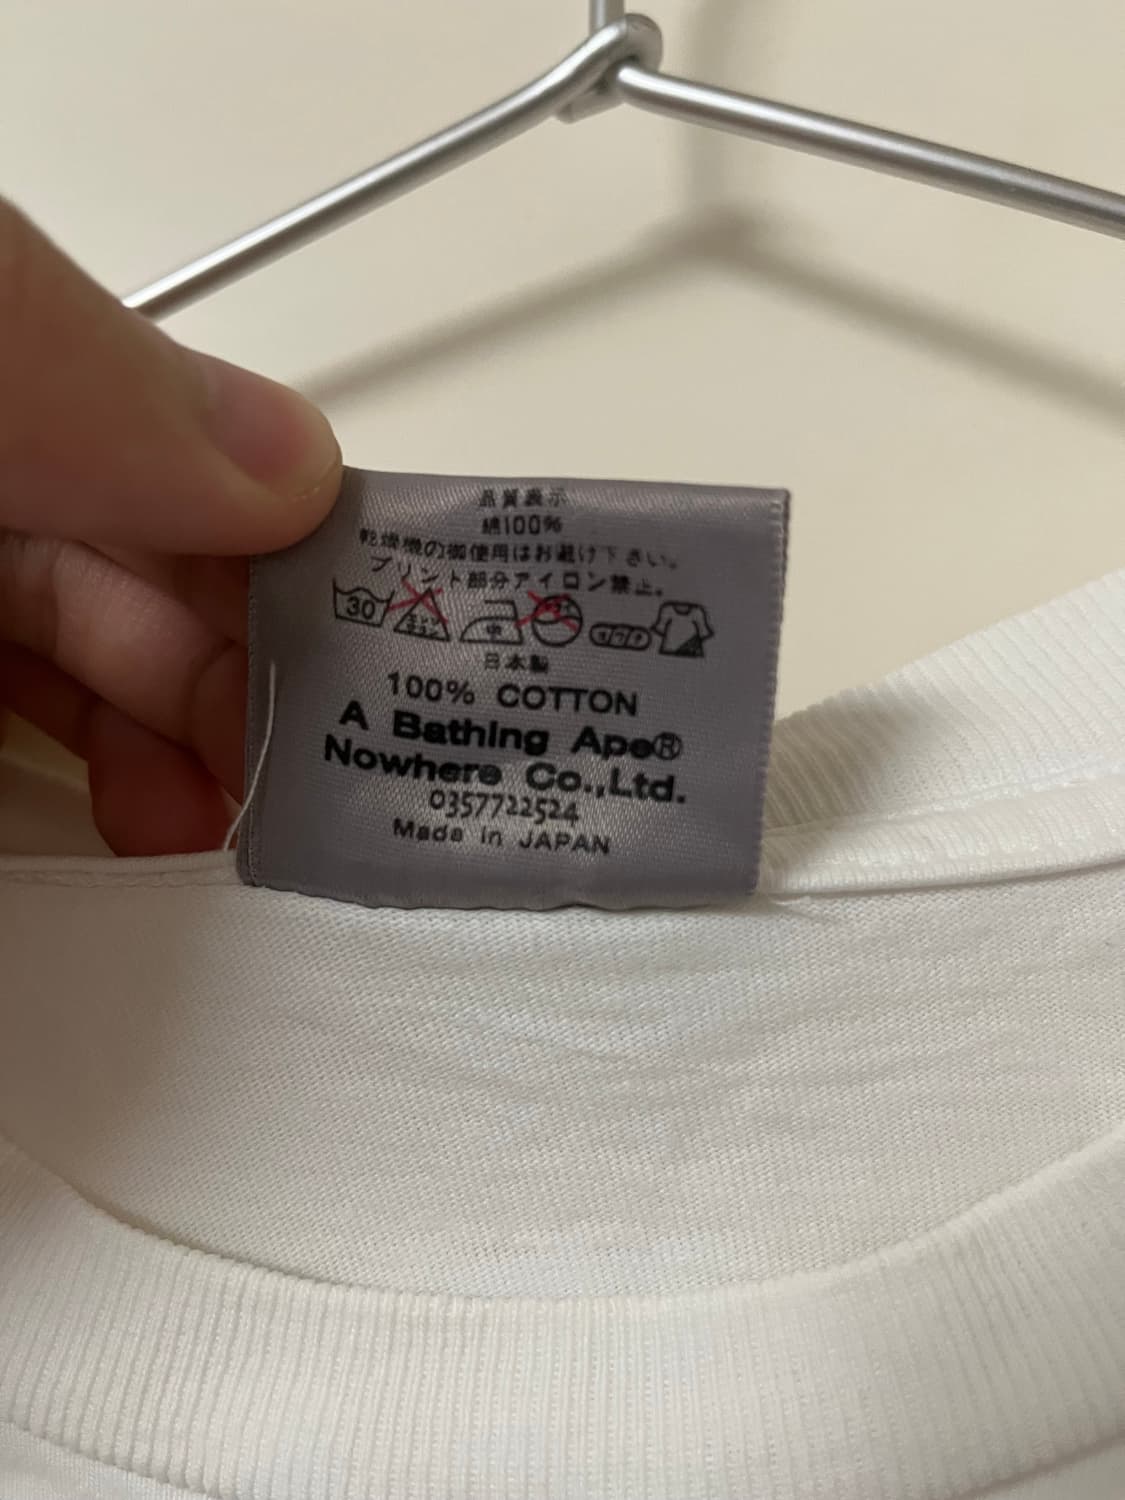 品質表示
綿100%
乾燥機の御使用はお避け下さい。
プリント部分アイロン禁止。
30 中
日本製
100% COTTON
A Bathing Ape®
Nowhere Co.,Ltd.
0357722524
Made in JAPAN